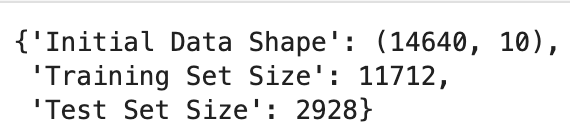 {'Initial Data Shape': (14640, 10),
 'Training Set Size': 11712,
 'Test Set Size': 2928}